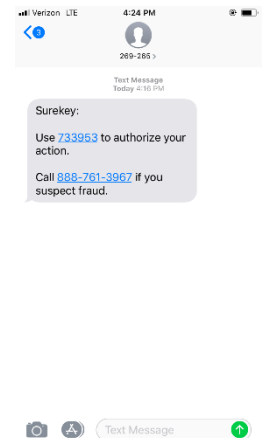 Verizon LTE 4:24 PM
3
269-266 >
Text Message
Today 4:16 PM
Surekey:
Use 733953 to authorize your
action.
Call 888-761-3967 if you
suspect fraud.
Text Message